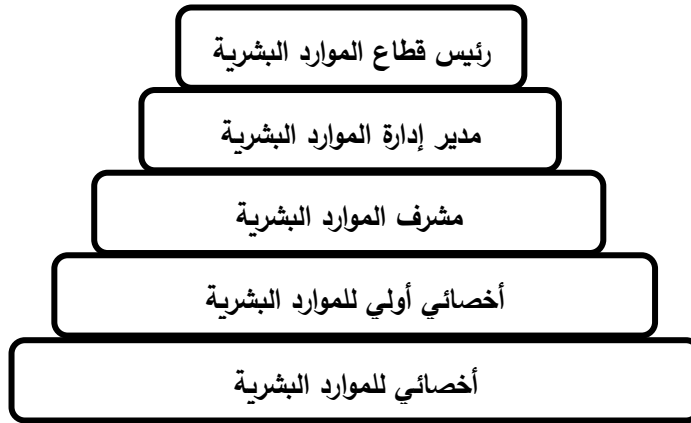 رئيس قطاع الموارد البشرية
مدير إدارة الموارد البشرية
مشرف الموارد البشرية
أخصائي أولي للموارد البشرية
أخصائي للموارد البشرية